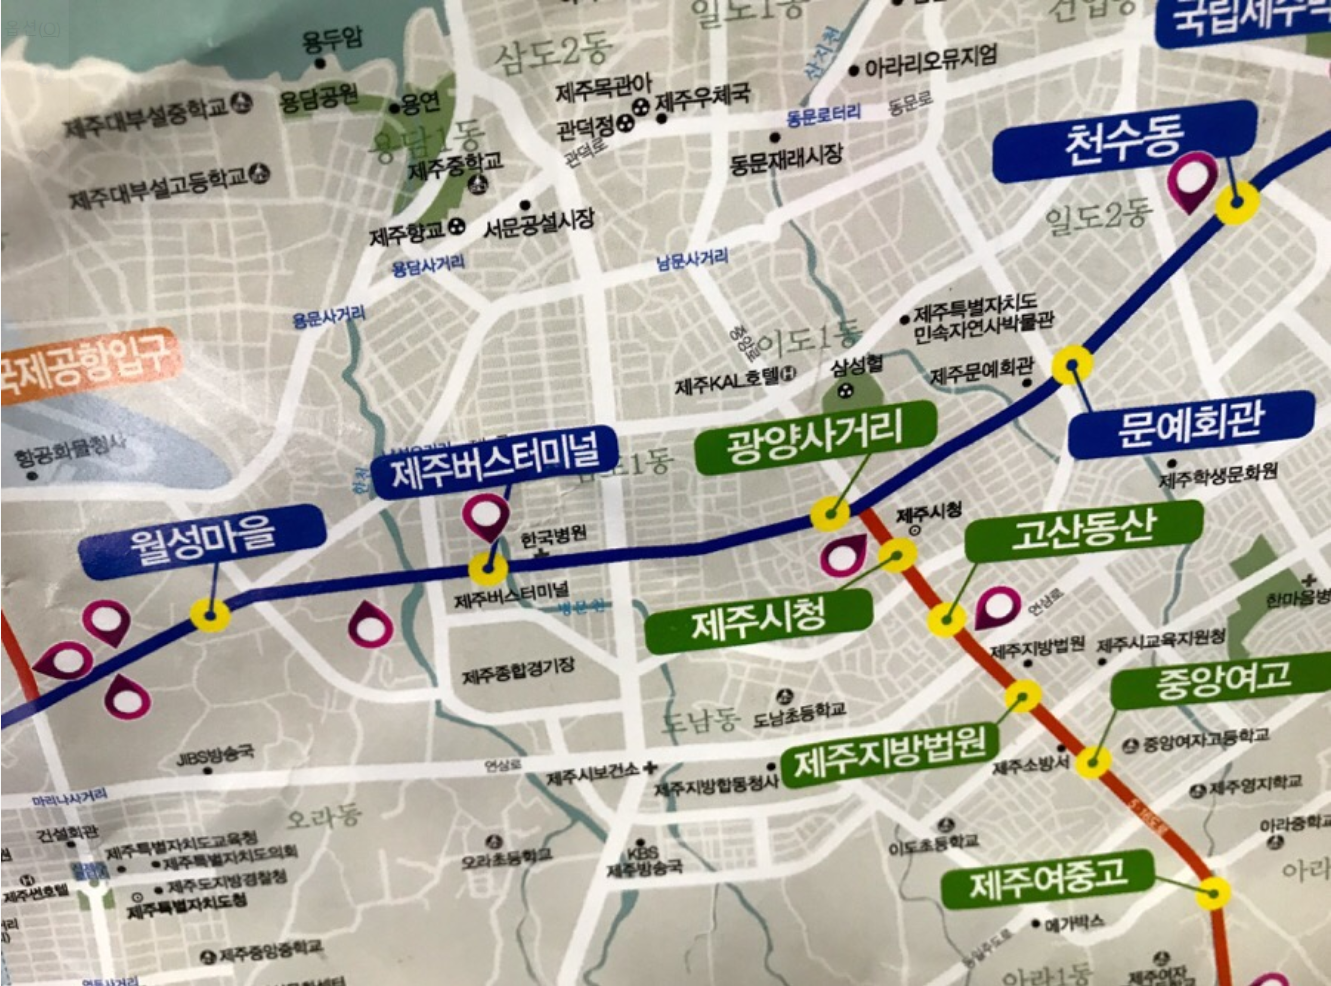 옵션(O)
일도1동
건입동
국립제주박
용두암
삼도2동
산지천
아라리오뮤지엄
제주대부설중학교
용담공원
용연
제주목관아
제주우체국
동문로터리
동문로
용담1동
관덕정
관덕로
동문재래시장
천수동
제주대부설고등학교
제주중학교
제주향교
서문공설시장
일도2동
용담사거리
남문사거리
용문사거리
제주특별자치도
민속자연사박물관
중앙로
이도1동
국제공항입구
제주KAL호텔
삼성혈
제주문예회관
항공화물청사
문예회관
광양사거리
제주버스터미널
한천
제주학생문화원
월성마을
한국병원
제주시청
고산동산
제주버스터미널
병문천
제주시청
연삼로
한마음병
제주종합경기장
제주지방법원
제주시교육지원청
중앙여고
도남동
도남초등학교
제주지방법원
중앙여자고등학교
JIBS방송국
연삼로
제주시보건소
제주지방합동청사
제주소방서
제주영지학교
마리나사거리
5.16도로
오라동
건설회관
제주특별자치도교육청
제주특별자치도의회
오라초등학교
KBS
제주방송국
이도초등학교
아라중학교
아라
제주썬호텔
제주도지방경찰청
제주특별자치도청
제주여중고
메가박스
제주중앙중학교
아라1동
제주여자